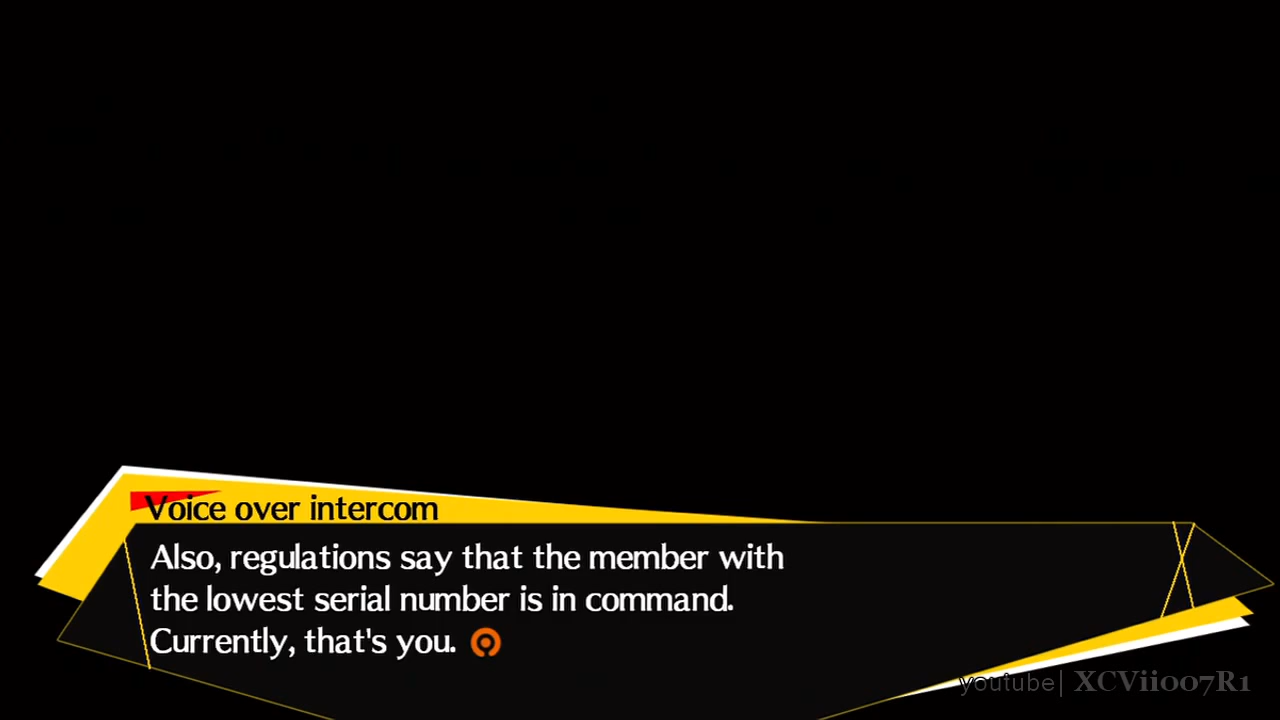 Voice over intercom
Also, regulations say that the member with
the lowest serial number is in command.
Currently, that's you.
youtube| XCVii007R1